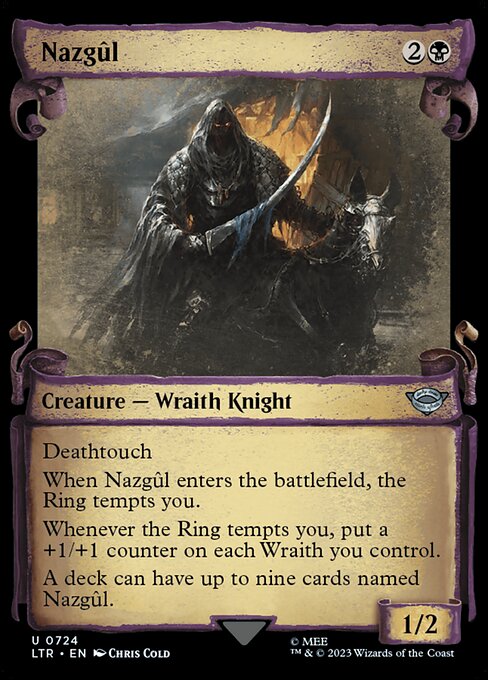 Nazgûl 2
Creature — Wraith Knight
Deathtouch
When Nazgûl enters the battlefield, the
Ring tempts you.
Whenever the Ring tempts you, put a
+1/+1 counter on each Wraith you control.
A deck can have up to nine cards named
Nazgûl.
1/2
U 0724
LTR • EN Chris Cold
© MEE
™ & © 2023 Wizards of the Coast